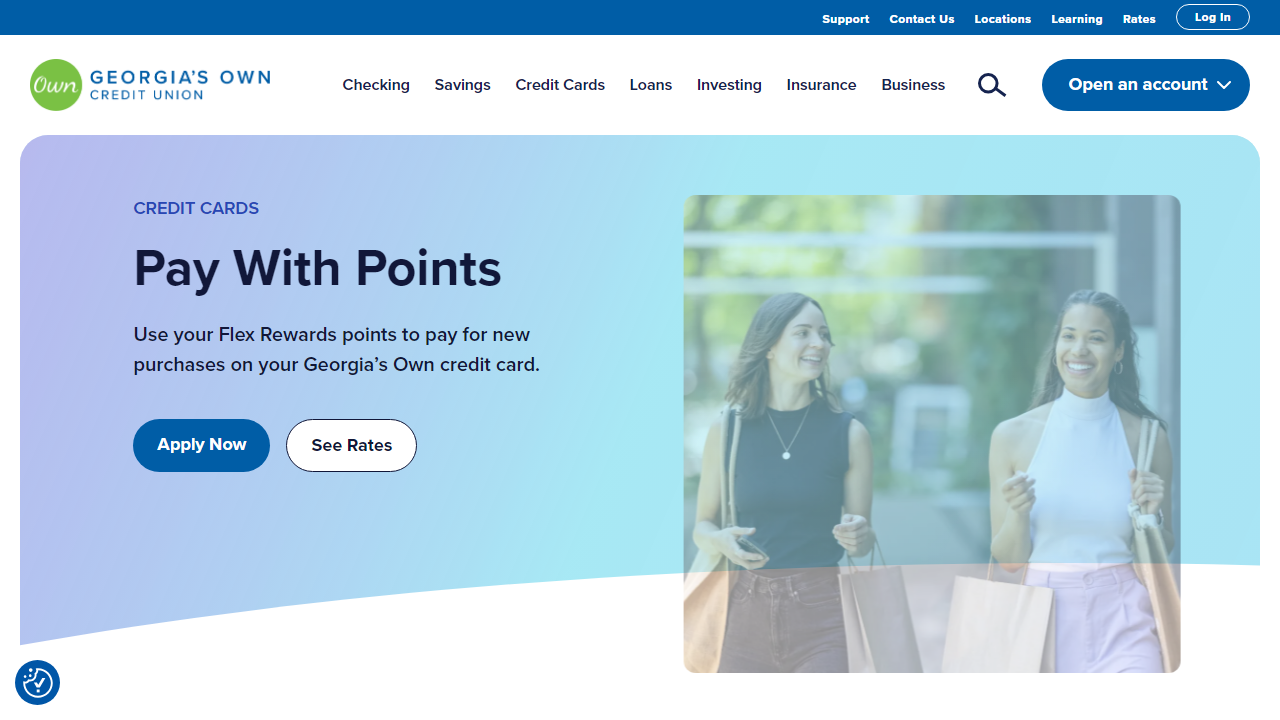 Support Contact Us Locations Learning Rates Log In
Own GEORGIA'S OWN
CREDIT UNION
Checking Savings Credit Cards Loans Investing Insurance Business Open an account
CREDIT CARDS
Pay With Points
Use your Flex Rewards points to pay for new
purchases on your Georgia’s Own credit card.
Apply Now See Rates